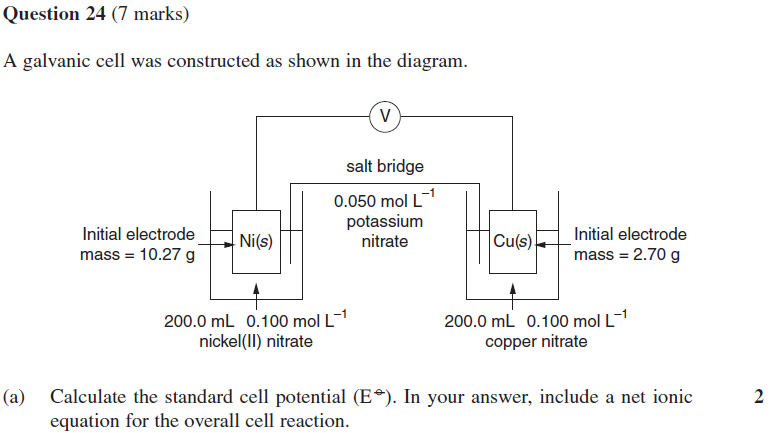 Question 24 (7 marks)
A galvanic cell was constructed as shown in the diagram.
V
salt bridge
0.050 mol L⁻¹
potassium
nitrate
Initial electrode
mass = 10.27 g
Ni(s)
Cu(s)
Initial electrode
mass = 2.70 g
200.0 mL 0.100 mol L⁻¹
nickel(II) nitrate
200.0 mL 0.100 mol L⁻¹
copper nitrate
(a) Calculate the standard cell potential (E⦵). In your answer, include a net ionic 2
equation for the overall cell reaction.